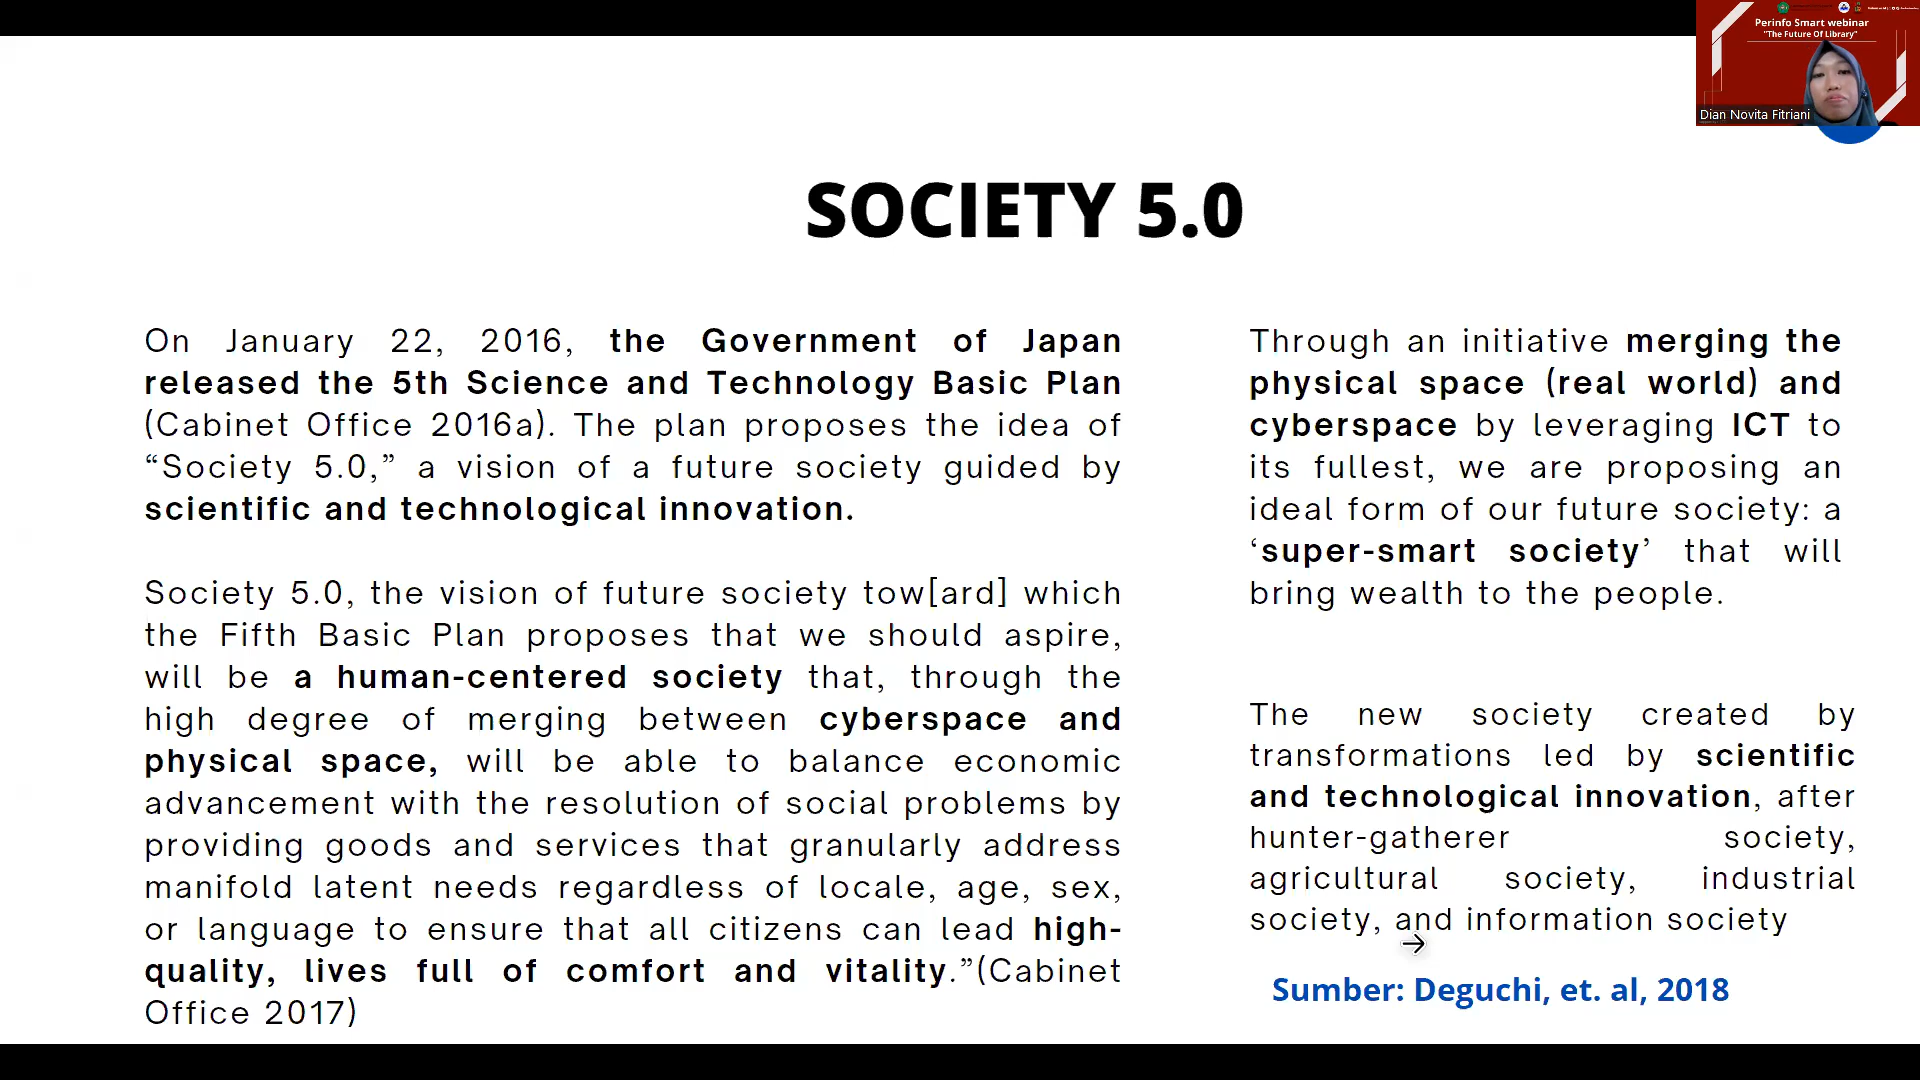 Perinfo Smart webinar
"The Future Of Library"
Dian Novita Fitriani
SOCIETY 5.0
On January 22, 2016, the Government of Japan
released the 5th Science and Technology Basic Plan
(Cabinet Office 2016a). The plan proposes the idea of
“Society 5.0,” a vision of a future society guided by
scientific and technological innovation.
Society 5.0, the vision of future society tow[ard] which
the Fifth Basic Plan proposes that we should aspire,
will be a human-centered society that, through the
high degree of merging between cyberspace and
physical space, will be able to balance economic
advancement with the resolution of social problems by
providing goods and services that granularly address
manifold latent needs regardless of locale, age, sex,
or language to ensure that all citizens can lead high-
quality, lives full of comfort and vitality.”(Cabinet
Office 2017)
Through an initiative merging the
physical space (real world) and
cyberspace by leveraging ICT to
its fullest, we are proposing an
ideal form of our future society: a
‘super-smart society’ that will
bring wealth to the people.
The new society created by
transformations led by scientific
and technological innovation, after
hunter-gatherer society,
agricultural society, industrial
society, and information society
Sumber: Deguchi, et. al, 2018